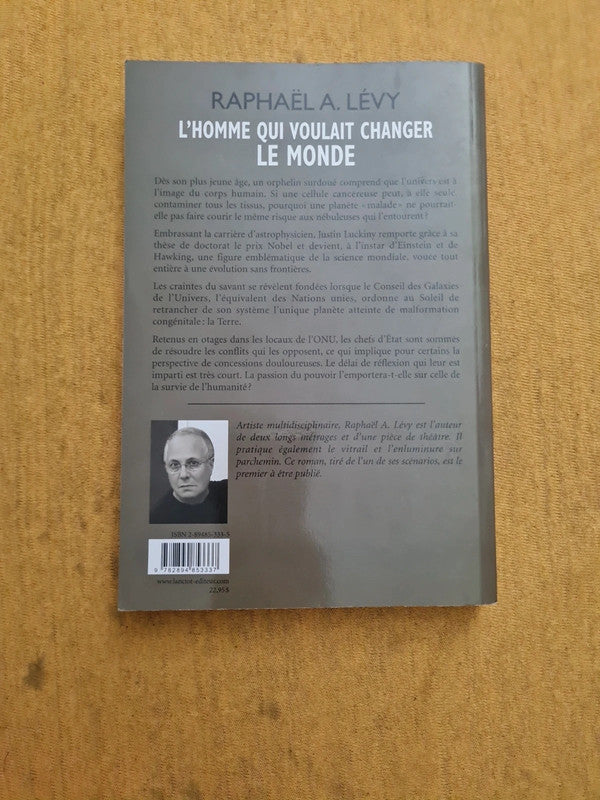 RAPHAËL A. LÉVY
L'HOMME QUI VOULAIT CHANGER
LE MONDE
Dès son plus jeune âge, un orphelin surdoué comprend que l'univers est à
l'image du corps humain. Si une cellule cancereuse peut, à elle seule,
contaminer tous les tissus, pourquoi une planète «malade» ne pourrait-
elle pas faire courir le même risque aux nébuleuses qui l'entourent?
Embrassant la carrière d'astrophysicien, Justin Luckiny remporte grâce à
sa thèse de doctorat le prix Nobel et devient, à l'instar d'Einstein et de
Hawking, une figure emblématique de la science mondiale, vouée tout
entière à une évolution sans frontières.
Les craintes du savant se révèlent fondées lorsque le Conseil des Galaxies
de l'Univers, l'équivalent des Nations unies, ordonne au Soleil de
retrancher de son système l'unique planète atteinte de malformation
congénitale : la Terre.
Retenus en otages dans les locaux de l'ONU, les chefs d'État sont sommés
de résoudre les conflits qui les opposent, ce qui implique pour certains la
perspective de concessions douloureuses. Le délai de réflexion qui leur est
imparti est très court. La passion du pouvoir l'emportera-t-elle sur celle de
la survie de l'humanité?
Artiste multidisciplinaire, Raphaël A. Lévy est l'auteur
de deux longs métrages et d'une pièce de théâtre. Il
pratique également le vitrail et l'enluminure sur
parchemin. Ce roman, tiré de l'un de ses scénarios, est le
premier à être publié.
ISBN 2-89485-333-5
9 782894 853337
www.lanctot-editeur.com
22,95 $